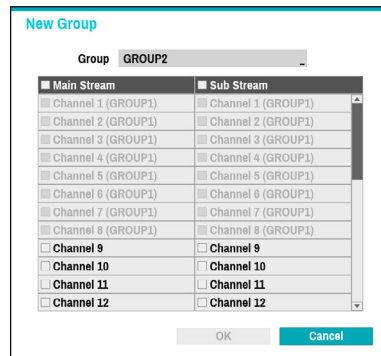 New Group
Group GROUP2 _
Main Stream Sub Stream
Channel 1 (GROUP1) Channel 1 (GROUP1)
Channel 2 (GROUP1) Channel 2 (GROUP1)
Channel 3 (GROUP1) Channel 3 (GROUP1)
Channel 4 (GROUP1) Channel 4 (GROUP1)
Channel 5 (GROUP1) Channel 5 (GROUP1)
Channel 6 (GROUP1) Channel 6 (GROUP1)
Channel 7 (GROUP1) Channel 7 (GROUP1)
Channel 8 (GROUP1) Channel 8 (GROUP1)
Channel 9 Channel 9
Channel 10 Channel 10
Channel 11 Channel 11
Channel 12 Channel 12
OK Cancel